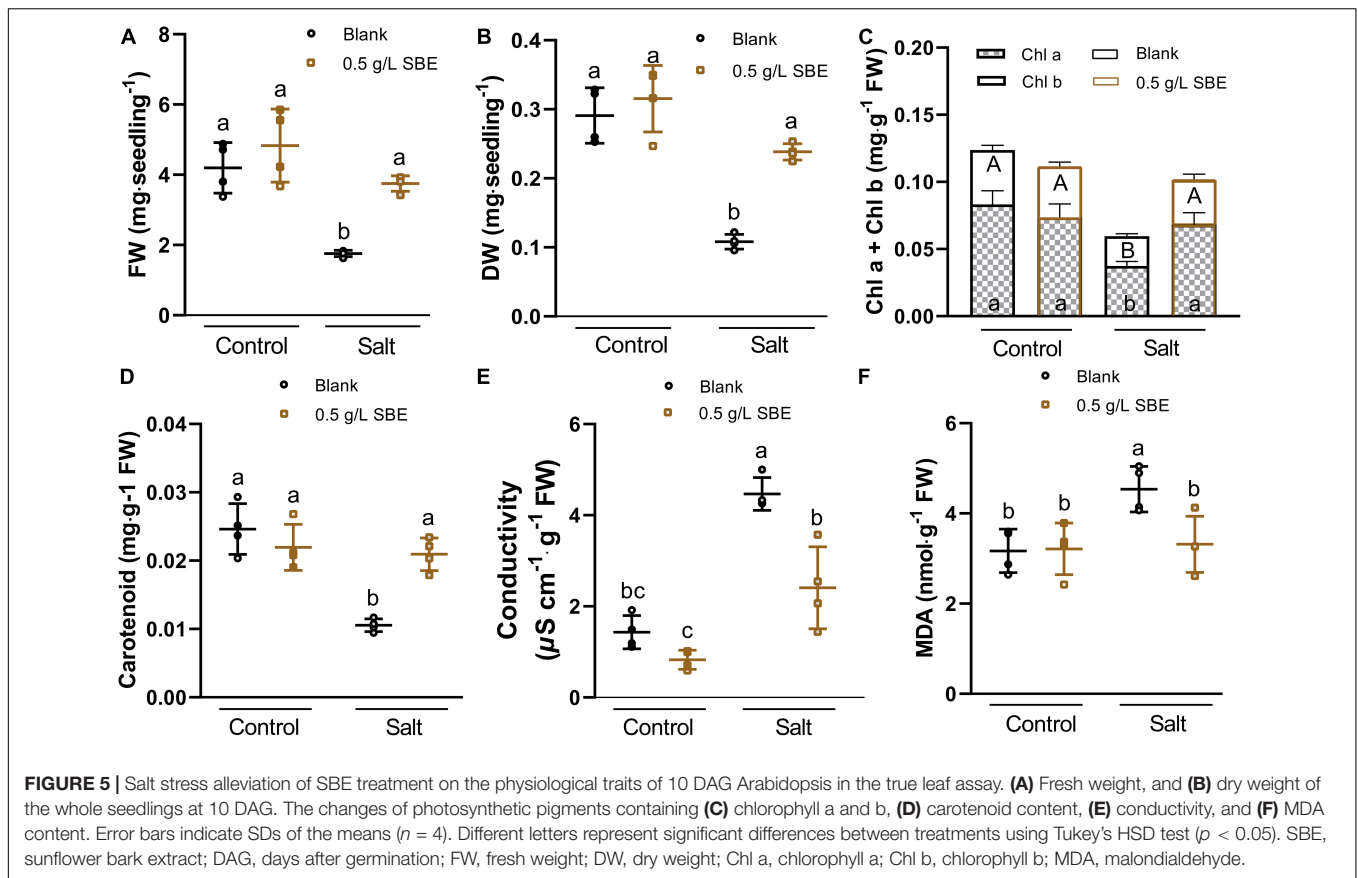 A
Blank
0.5 g/L SBE
FW (mg·seedling⁻¹)
8
6
4
2
0
a
a
b
a
Control
Salt
B
Blank
0.5 g/L SBE
DW (mg·seedling⁻¹)
0.4
0.3
0.2
0.1
0.0
a
a
b
a
Control
Salt
C
Chl a
Blank
Chl b
0.5 g/L SBE
Chl a + Chl b (mg·g⁻¹ FW)
0.20
0.15
0.10
0.05
0.00
A
A
B
A
a
a
b
a
Control
Salt
D
Blank
0.5 g/L SBE
Carotenoid (mg·g-1 FW)
0.04
0.03
0.02
0.01
0.00
a
a
b
a
Control
Salt
E
Blank
0.5 g/L SBE
Conductivity
(µS cm⁻¹· g⁻¹ FW)
6
4
2
0
bc
c
a
b
Control
Salt
F
Blank
0.5 g/L SBE
MDA (nmol·g⁻¹ FW)
6
4
2
0
b
b
a
b
Control
Salt
FIGURE 5 | Salt stress alleviation of SBE treatment on the physiological traits of 10 DAG Arabidopsis in the true leaf assay. (A) Fresh weight, and (B) dry weight of
the whole seedlings at 10 DAG. The changes of photosynthetic pigments containing (C) chlorophyll a and b, (D) carotenoid content, (E) conductivity, and (F) MDA
content. Error bars indicate SDs of the means (n = 4). Different letters represent significant differences between treatments using Tukey's HSD test (p < 0.05). SBE,
sunflower bark extract; DAG, days after germination; FW, fresh weight; DW, dry weight; Chl a, chlorophyll a; Chl b, chlorophyll b; MDA, malondialdehyde.